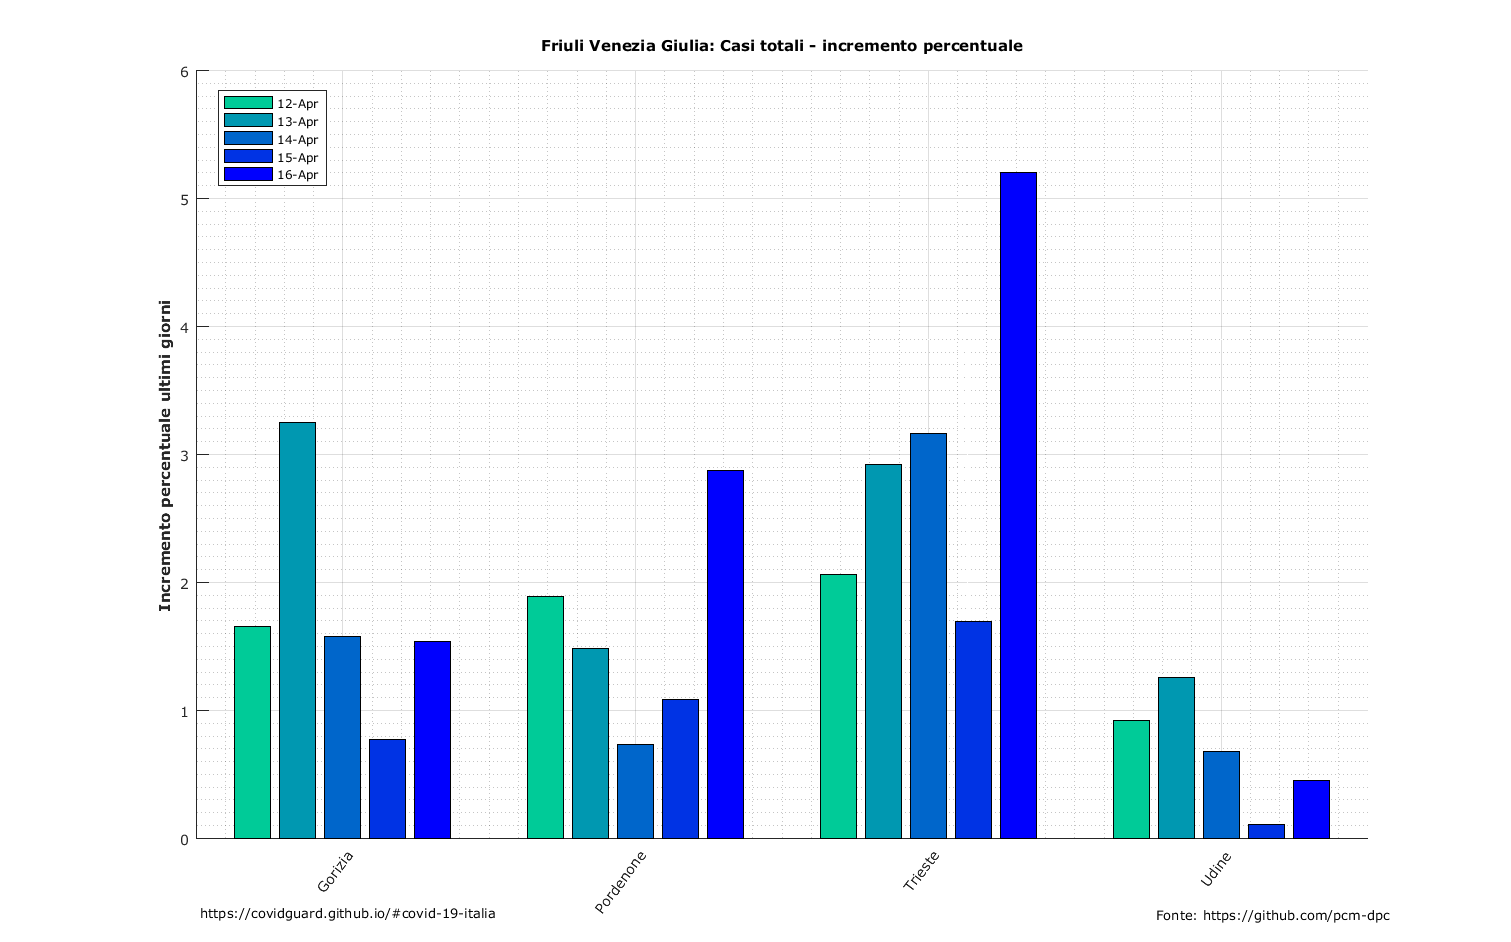 Friuli Venezia Giulia: Casi totali - incremento percentuale
6
5
4
3
2
1
0
Incremento percentuale ultimi giorni
12-Apr
13-Apr
14-Apr
15-Apr
16-Apr
Gorizia
Pordenone
Trieste
Udine
https://covidguard.github.io/#covid-19-italia
Fonte: https://github.com/pcm-dpc